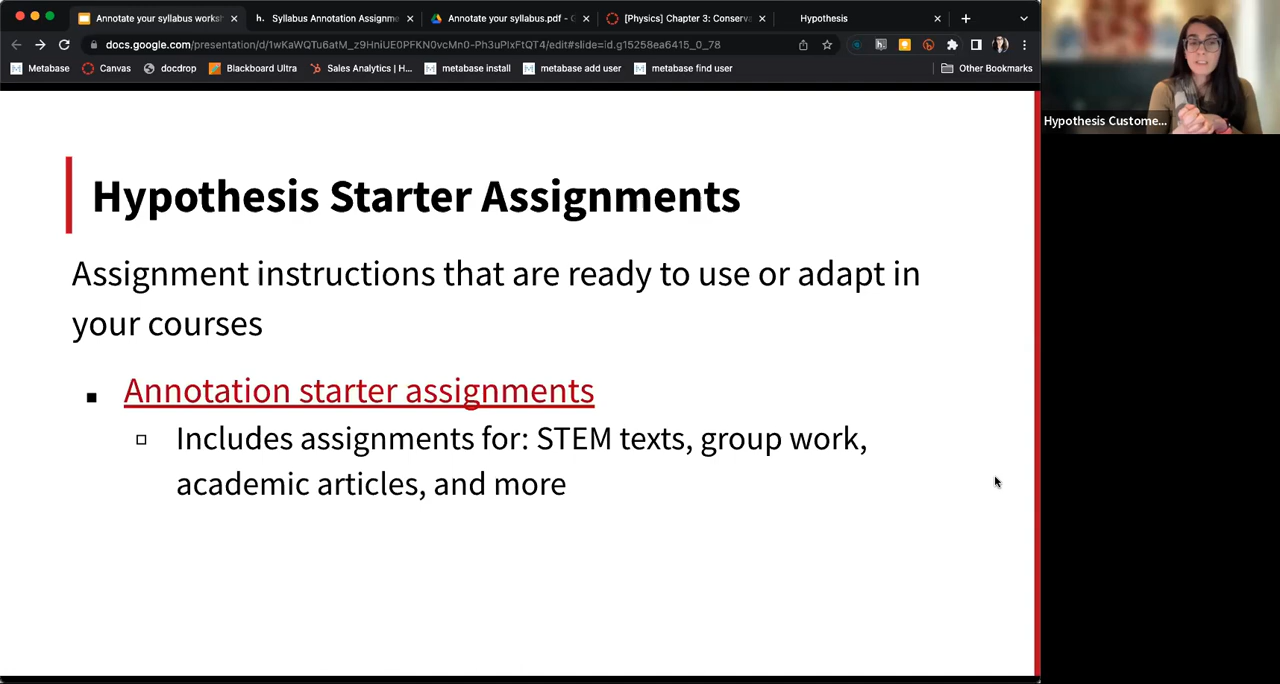 Annotate your syllabus works
h. Syllabus Annotation Assignme
Annotate your syllabus.pdf - G
[Physics] Chapter 3: Conserva
Hypothesis
docs.google.com/presentation/d/1wKaWQTu6atM_z9HniUE0PFKN0vcMn0-Ph3uPIxFtQT4/edit#slide=id.g15258ea6415_0_78
Metabase
Canvas
docdrop
Blackboard Ultra
Sales Analytics | H...
metabase install
metabase add user
metabase find user
Other Bookmarks
Hypothesis Custome...
Hypothesis Starter Assignments
Assignment instructions that are ready to use or adapt in
your courses
Annotation starter assignments
Includes assignments for: STEM texts, group work,
academic articles, and more